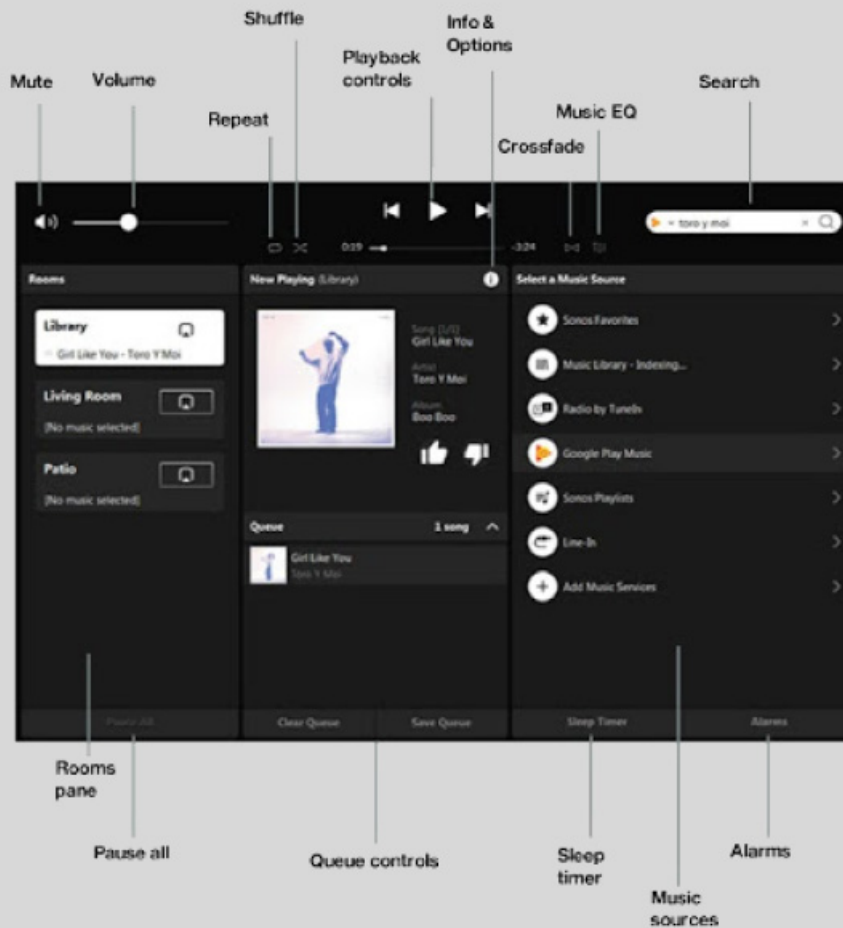 Shuffle
Info &
Options
Playback
controls
Mute
Volume
Search
Repeat
Music EQ
Crossfade
toro y moi
0:19
-3:24
Rooms
Now Playing (Library)
Select a Music Source
Library
Girl Like You - Toro Y Moi
Living Room
[No music selected]
Patio
[No music selected]
Song (1/1)
Girl Like You
Artist
Toro Y Moi
Album
Boo Boo
Queue
1 song
Girl Like You
Toro Y Moi
Sonos Favorites
Music Library - Indexing...
Radio by TuneIn
Google Play Music
Sonos Playlists
Line-In
Add Music Services
Pause All
Clear Queue
Save Queue
Sleep Timer
Alarms
Rooms
pane
Pause all
Queue controls
Sleep
timer
Alarms
Music
sources